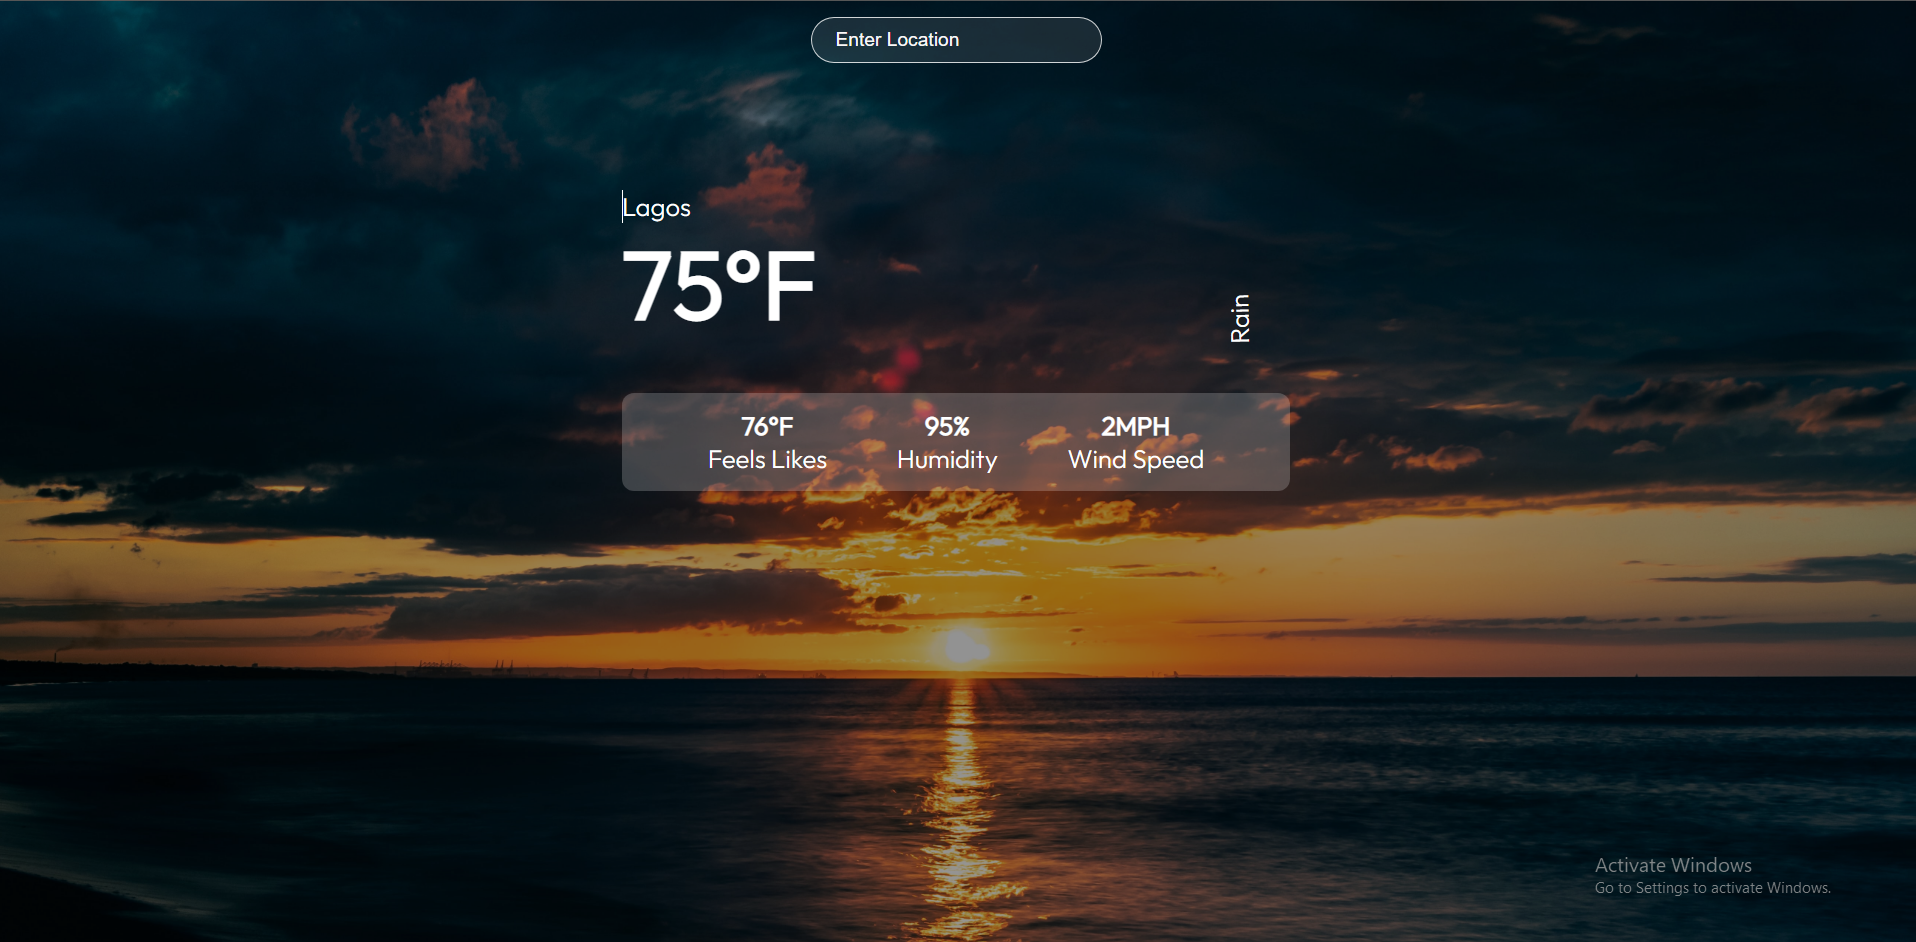 Enter Location
Lagos
75°F
Rain
76°F
Feels Likes
95%
Humidity
2MPH
Wind Speed
Activate Windows
Go to Settings to activate Windows.